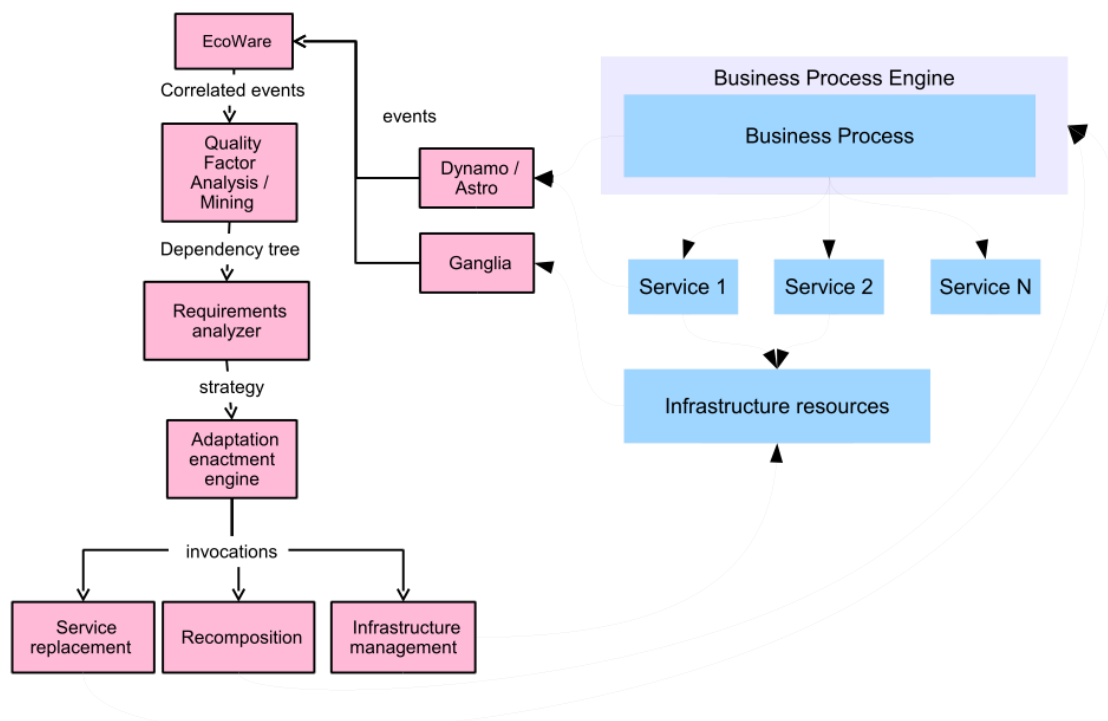 EcoWare
Correlated events
Quality
Factor
Analysis /
Mining
Dependency tree
Requirements
analyzer
strategy
Adaptation
enactment
engine
invocations
Service
replacement
Recomposition
Infrastructure
management
events
Dynamo /
Astro
Ganglia
Business Process Engine
Business Process
Service 1
Service 2
Service N
Infrastructure resources